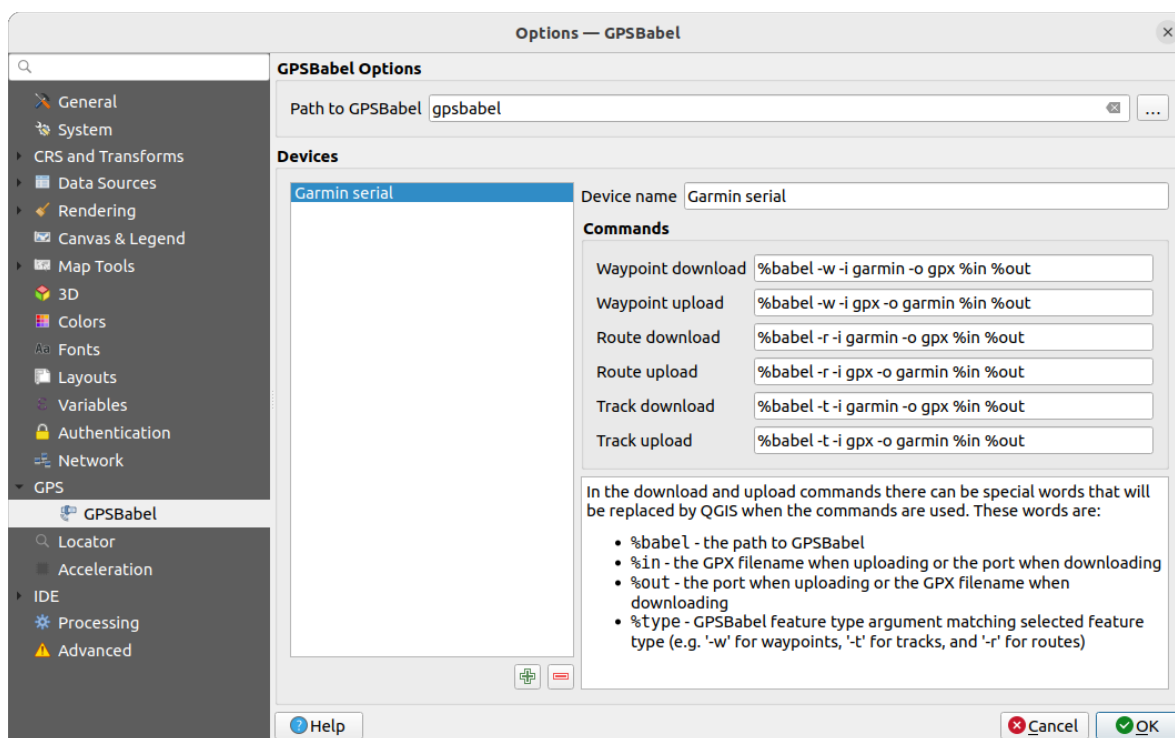 Options — GPSBabel
General
System
CRS and Transforms
Data Sources
Rendering
Canvas & Legend
Map Tools
3D
Colors
Aa Fonts
Layouts
Variables
Authentication
Network
GPS
GPSBabel
Locator
Acceleration
IDE
Processing
Advanced
GPSBabel Options
Path to GPSBabel gpsbabel ...
Devices
Garmin serial
Device name Garmin serial
Commands
Waypoint download %babel -w -i garmin -o gpx %in %out
Waypoint upload %babel -w -i gpx -o garmin %in %out
Route download %babel -r -i garmin -o gpx %in %out
Route upload %babel -r -i gpx -o garmin %in %out
Track download %babel -t -i garmin -o gpx %in %out
Track upload %babel -t -i gpx -o garmin %in %out
In the download and upload commands there can be special words that will
be replaced by QGIS when the commands are used. These words are:
• %babel - the path to GPSBabel
• %in - the GPX filename when uploading or the port when downloading
• %out - the port when uploading or the GPX filename when
downloading
• %type - GPSBabel feature type argument matching selected feature
type (e.g. '-w' for waypoints, '-t' for tracks, and '-r' for routes)
Help
Cancel
OK